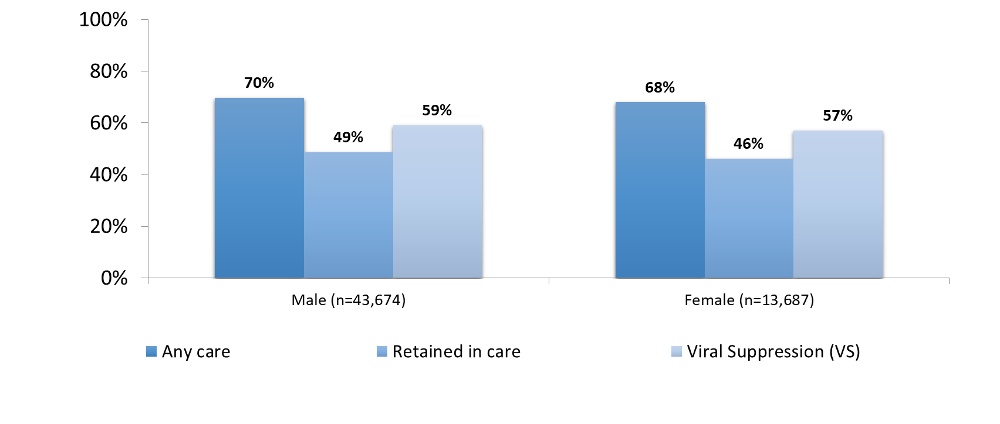 100%
80%
60%
40%
20%
0%
70%
49%
59%
68%
46%
57%
Male (n=43,674)
Female (n=13,687)
Any care
Retained in care
Viral Suppression (VS)